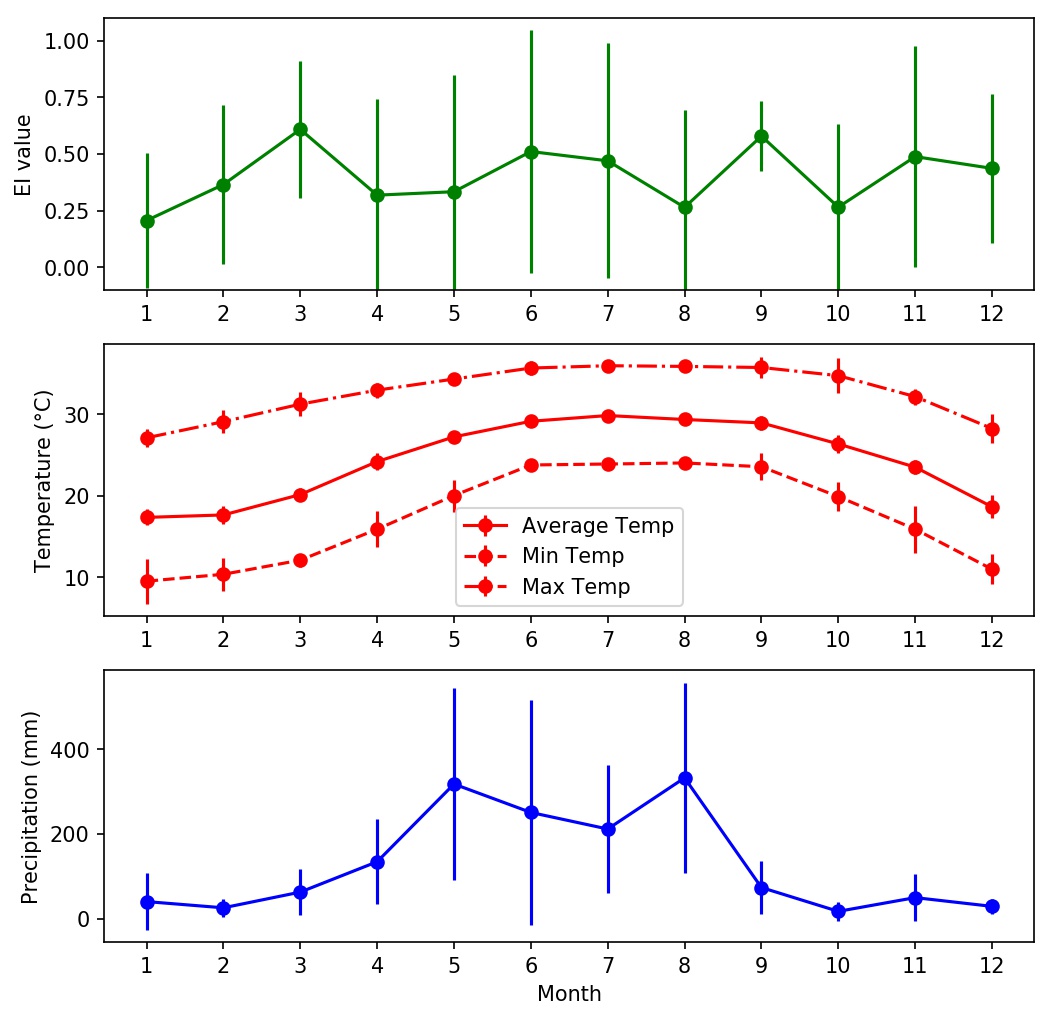 EI value
1.00
0.75
0.50
0.25
0.00
1 2 3 4 5 6 7 8 9 10 11 12
Temperature (°C)
30
20
10
Average Temp
Min Temp
Max Temp
1 2 3 4 5 6 7 8 9 10 11 12
Precipitation (mm)
400
200
0
1 2 3 4 5 6 7 8 9 10 11 12
Month